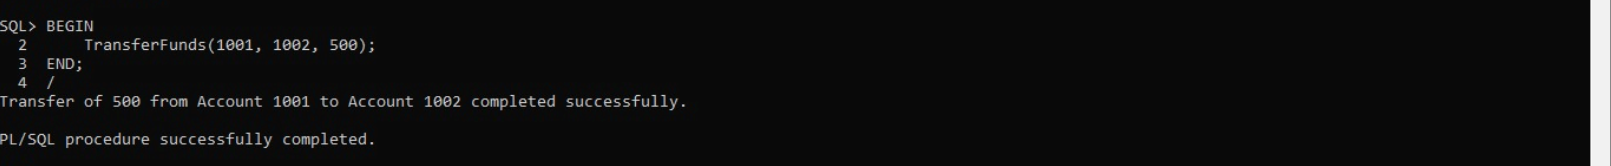 SQL> BEGIN
  2      TransferFunds(1001, 1002, 500);
  3  END;
  4  /
Transfer of 500 from Account 1001 to Account 1002 completed successfully.
PL/SQL procedure successfully completed.